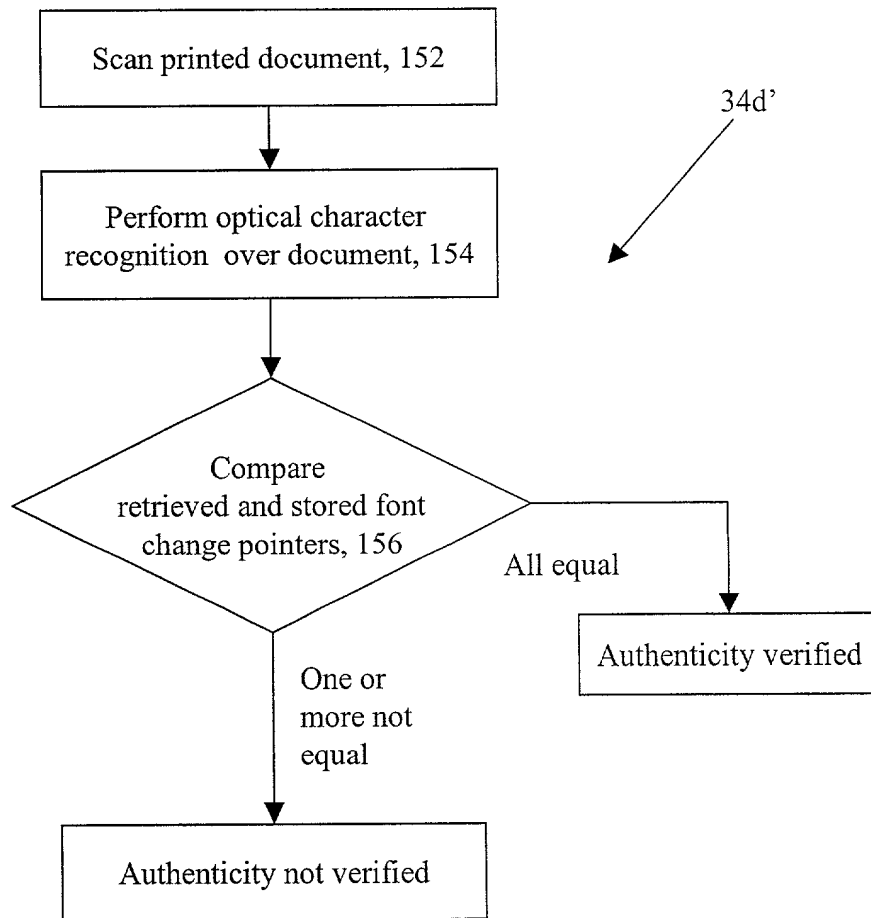 Scan printed document, 152
34d’
Perform optical character
recognition over document, 154
Compare
retrieved and stored font
change pointers, 156
All equal
Authenticity verified
One or
more not
equal
Authenticity not verified